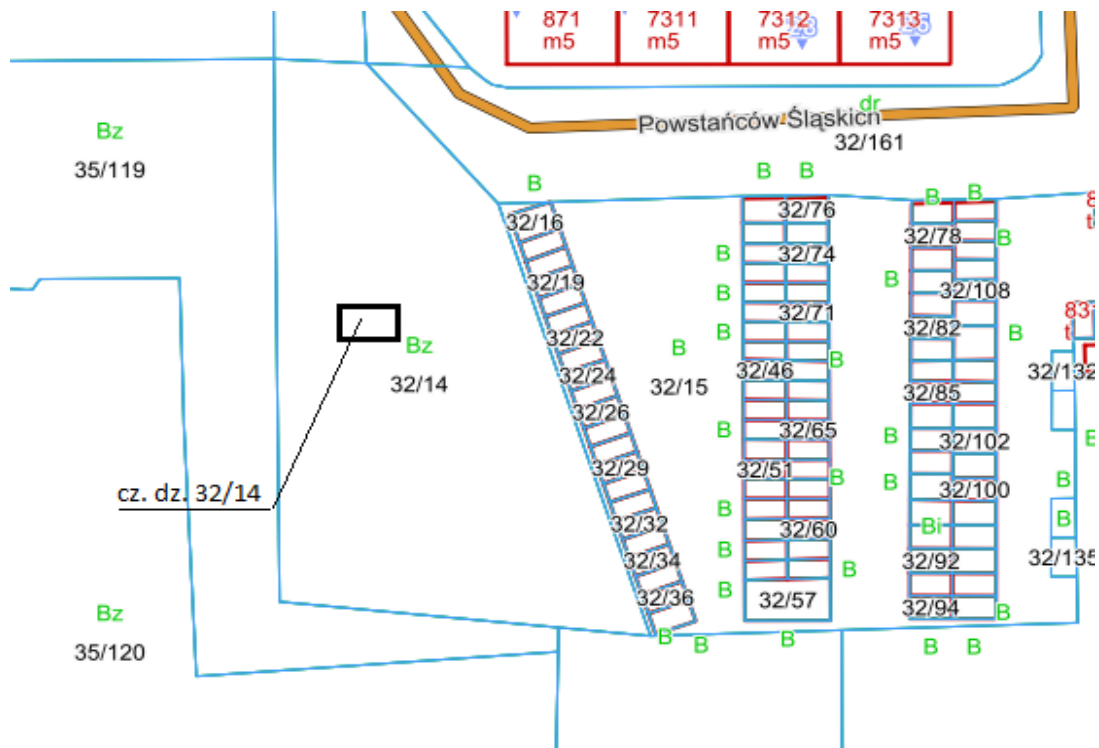 871
m5
7311
m5
7312
m5
7313
m5
dr
Powstańców Śląskich
32/161
Bz
35/119
B
B
B
B
B
32/16
32/76
32/78
32/74
B
B
32/19
32/71
32/108
B
B
32/22
B
32/82
B
Bz
32/14
B
32/15
32/24
32/46
B
32/132
32/26
32/85
32/65
B
B
32/102
B
32/29
32/51
B
B
32/100
B
cz. dz. 32/14
B
32/32
32/60
Bi
B
32/34
B
B
32/92
32/135
32/36
B
32/57
32/94
B
Bz
35/120
B
B
B
B
B